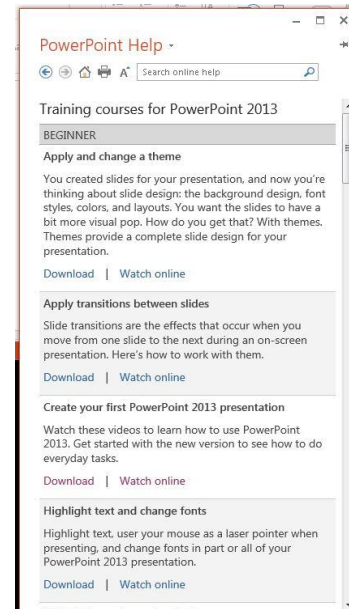 PowerPoint Help
Search online help
Training courses for PowerPoint 2013
BEGINNER
Apply and change a theme
You created slides for your presentation, and now you're
thinking about slide design: the background design, font
styles, colors, and layouts. You want the slides to have a
bit more visual pop. How do you get that? With themes.
Themes provide a complete slide design for your
presentation.
Download | Watch online
Apply transitions between slides
Slide transitions are the effects that occur when you
move from one slide to the next during an on-screen
presentation. Here's how to work with them.
Download | Watch online
Create your first PowerPoint 2013 presentation
Watch these videos to learn how to use PowerPoint
2013. Get started with the new version to see how to do
everyday tasks.
Download | Watch online
Highlight text and change fonts
Highlight text, user your mouse as a laser pointer when
presenting, and change fonts in part or all of your
PowerPoint 2013 presentation.
Download | Watch online